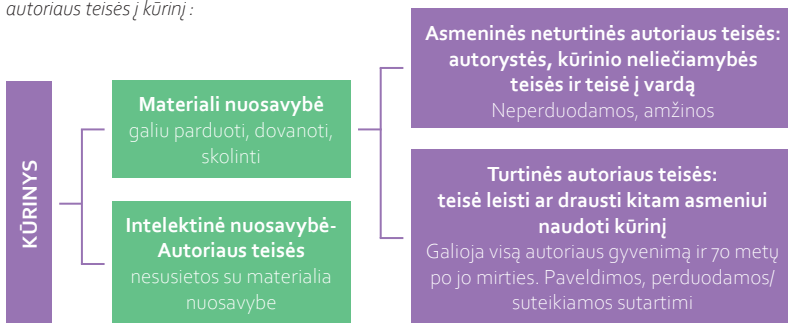 autoriaus teisės į kūrinį :
KŪRINYS
Materiali nuosavybė
galiu parduoti, dovanoti,
skolinti
Intelektinė nuosavybė-
Autoriaus teisės
nesusietos su materialia
nuosavybe
Asmeninės neturtinės autoriaus teisės:
autorystės, kūrinio neliečiamybės
teisės ir teisė į vardą
Neperduodamos, amžinos
Turtinės autoriaus teisės:
teisė leisti ar drausti kitam asmeniui
naudoti kūrinį
Galioja visą autoriaus gyvenimą ir 70 metų
po jo mirties. Paveldimos, perduodamos/
suteikiamos sutartimi